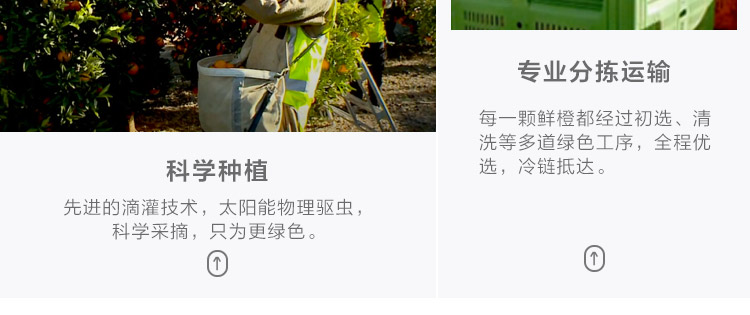 科学种植
先进的滴灌技术，太阳能物理驱虫，
科学采摘，只为更绿色。
专业分拣运输
每一颗鲜橙都经过初选、清
洗等多道绿色工序，全程优
选，冷链抵达。